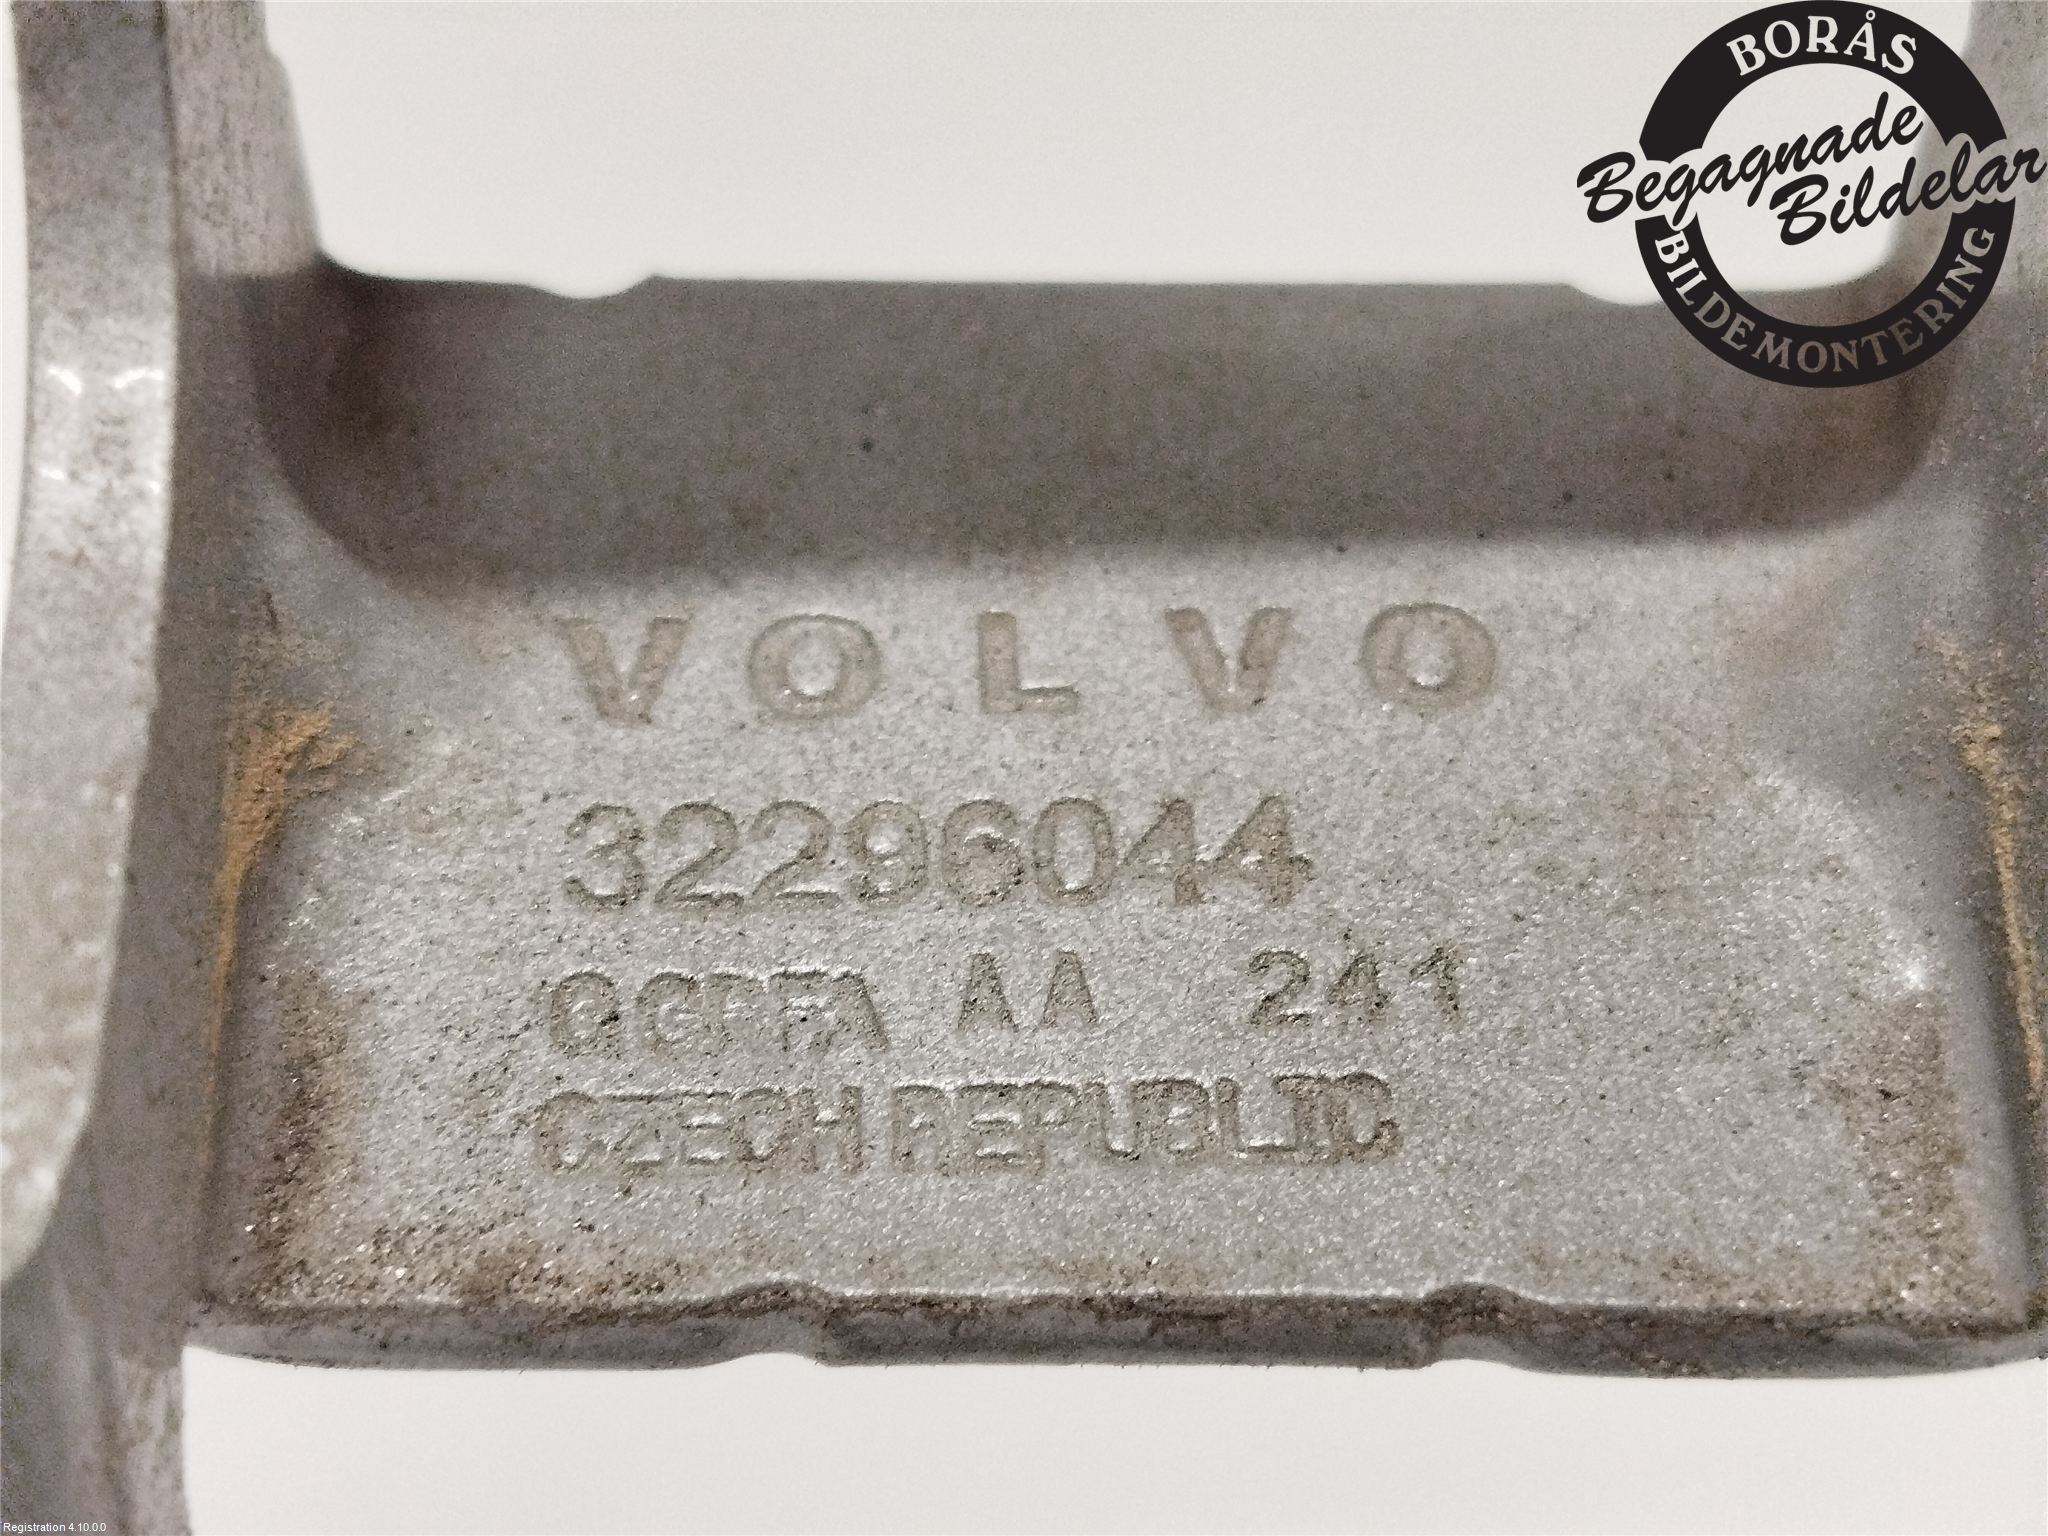 BORÅS
Begagnade
Bildelar
BILDEMONTERING
VOLVO
32296044
AA 241
CZECH REPUBLIC
Registration 4.10.0.0